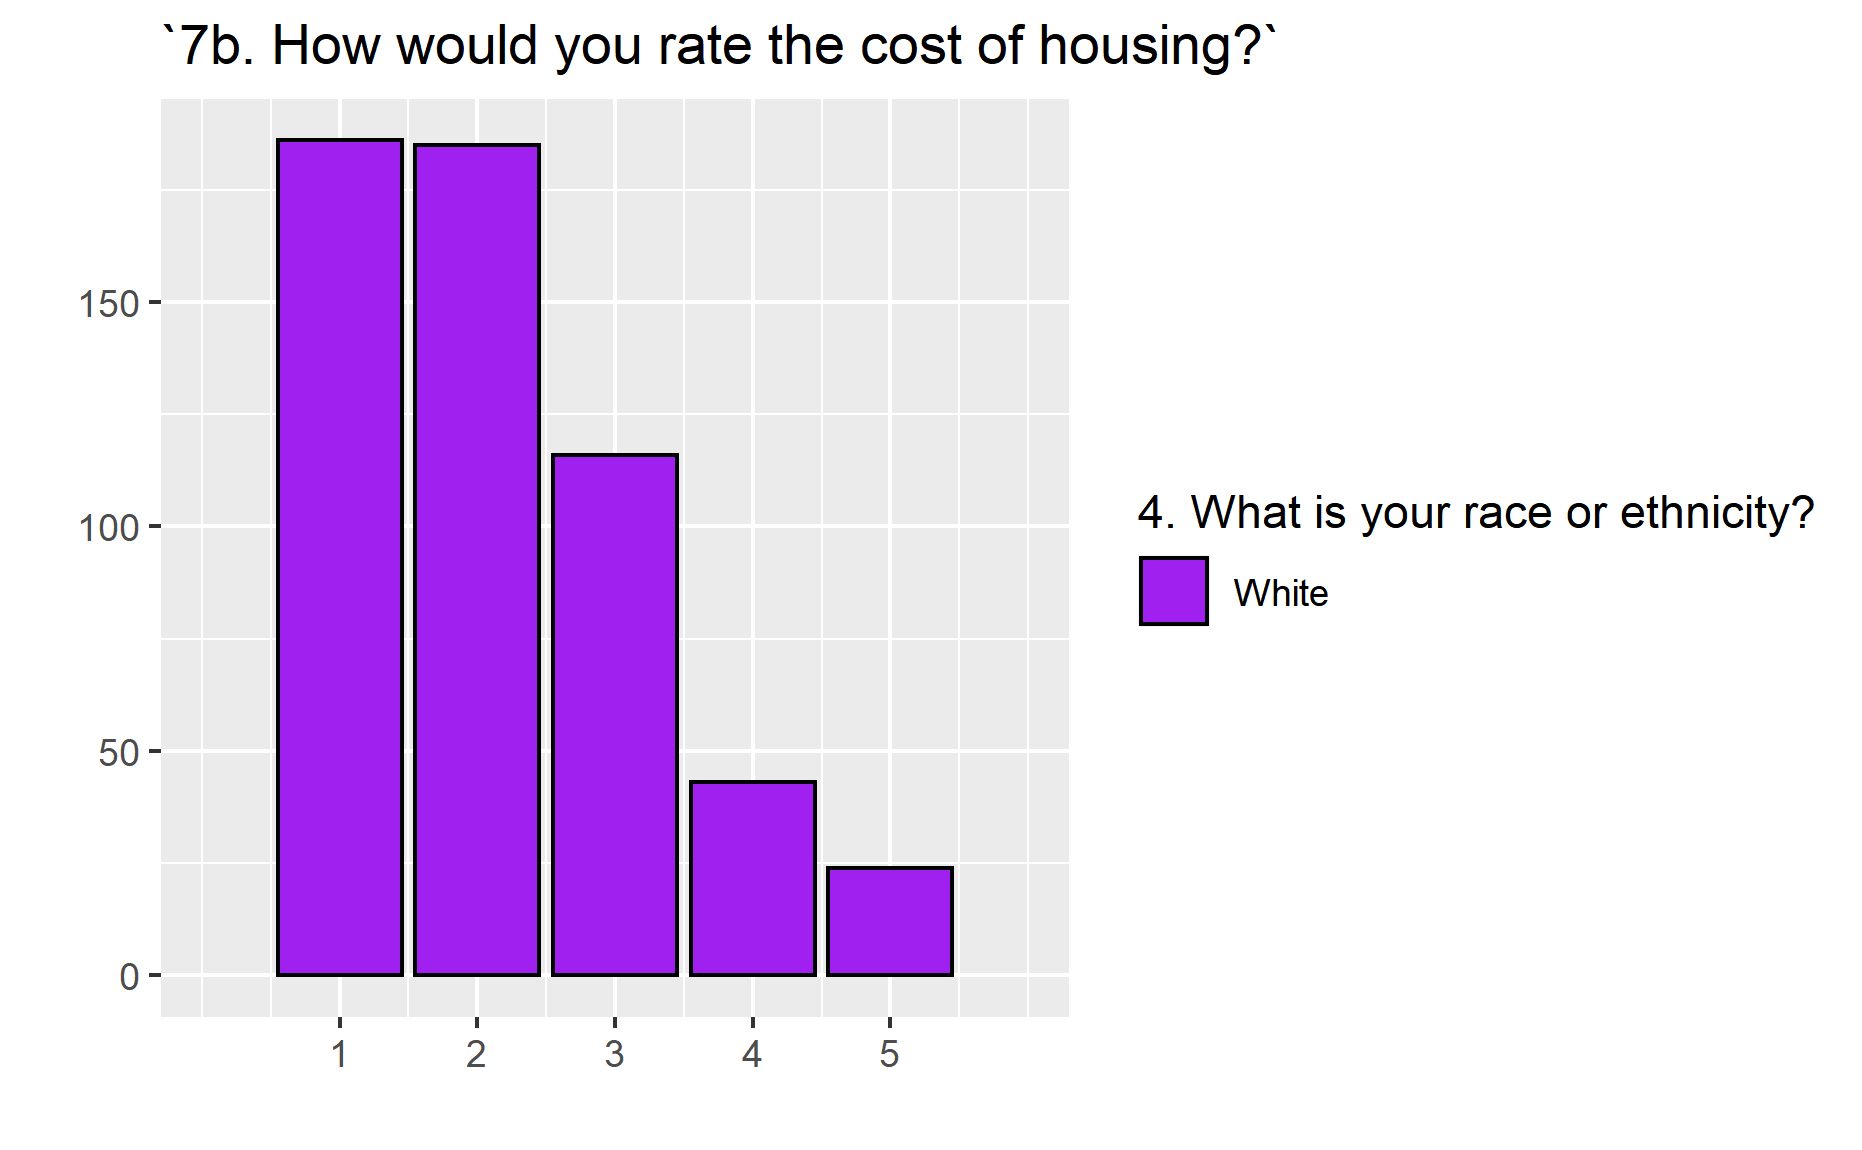 `7b. How would you rate the cost of housing?`
150
100
50
0
1 2 3 4 5
4. What is your race or ethnicity?
White